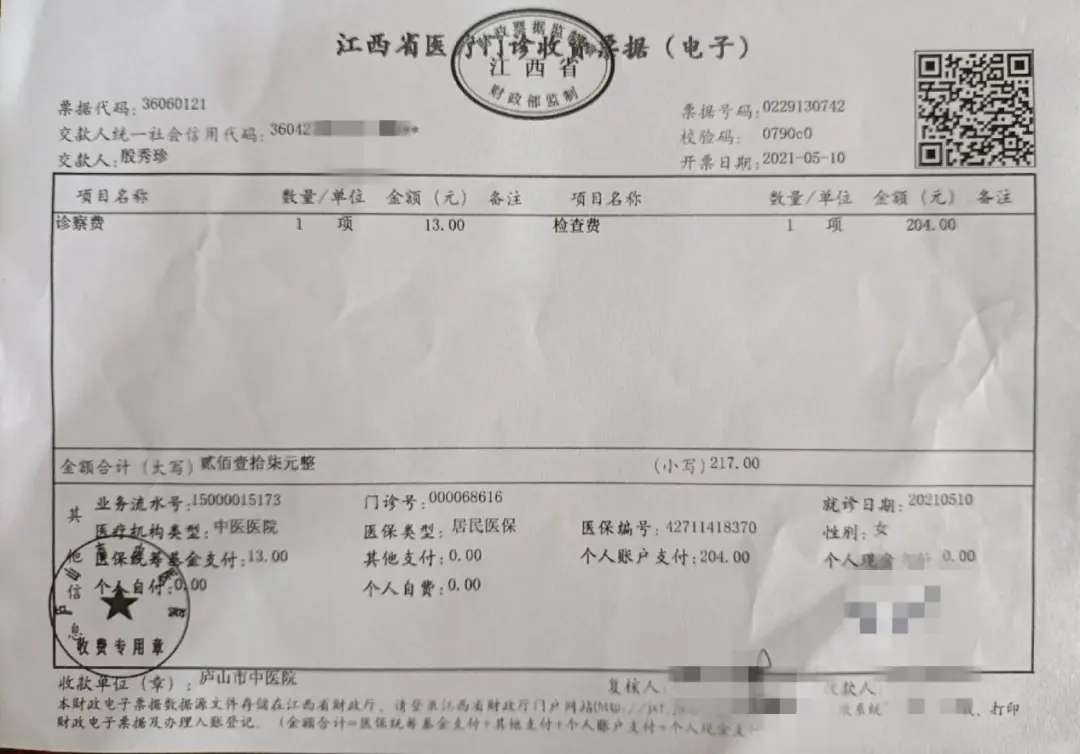 江西省医疗门诊收费票据（电子）
财政票据监制章
江西省
财政部监制
票据代码：36060121
票据号码：0229130742
交款人统一社会信用代码：36042 **
校验码：0790c0
交款人：殷秀珍
开票日期：2021-05-10
项目名称 数量/单位 金额（元） 备注 项目名称 数量/单位 金额（元） 备注
诊察费 1 项 13.00 检查费 1 项 204.00
金额合计（大写）贰佰壹拾柒元整 （小写）217.00
其他信息
业务流水号：15000015173 门诊号：000068616 就诊日期：20210510
医疗机构类型：中医医院 医保类型：居民医保 医保编号：42711418370 性别：女
医保统筹基金支付：13.00 其他支付：0.00 个人账户支付：204.00 个人现金 0.00
个人自付：0.00 个人自费：0.00
收费专用章
收款单位（章）：庐山市中医院 复核人： 收款人：
本财政电子票据数据源文件存储在江西省财政厅，请登录江西省财政厅门户网站(http://jxf. 收系统 打印
财政电子票据及办理入账登记。（金额合计=医保统筹基金支付+其他支付+个人账户支付+个人现金支付